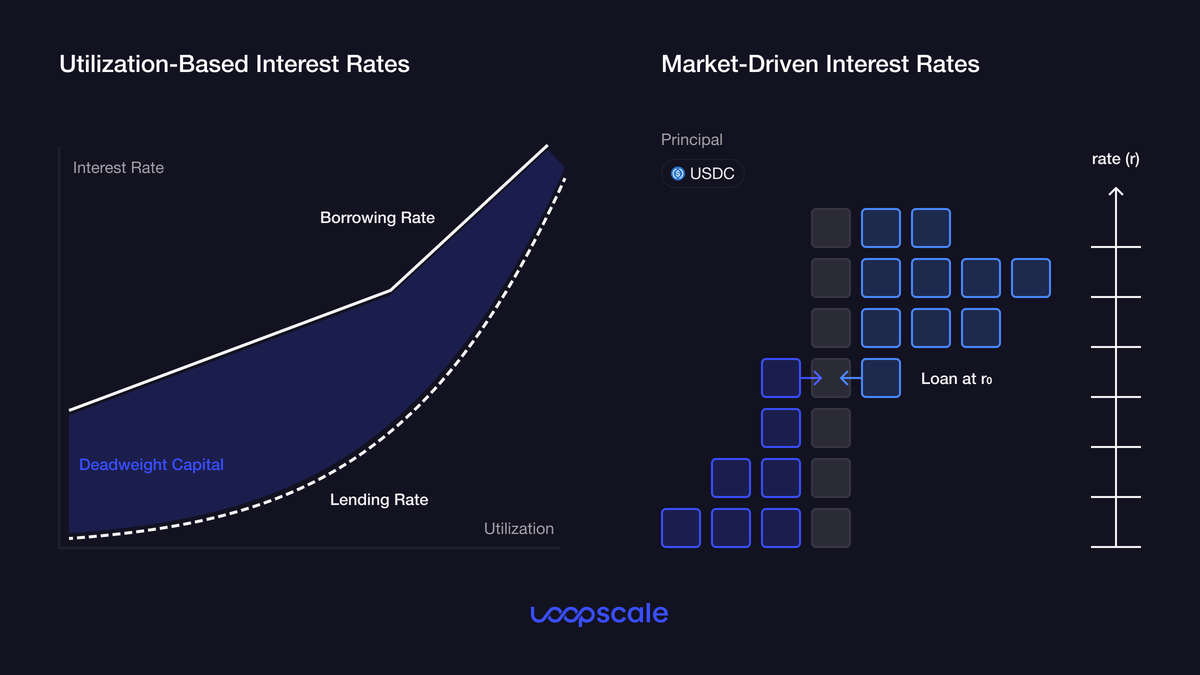 Utilization-Based Interest Rates
Interest Rate
Borrowing Rate
Deadweight Capital
Lending Rate
Utilization
Market-Driven Interest Rates
Principal
USDC
rate (r)
Loan at r₀
loopscale